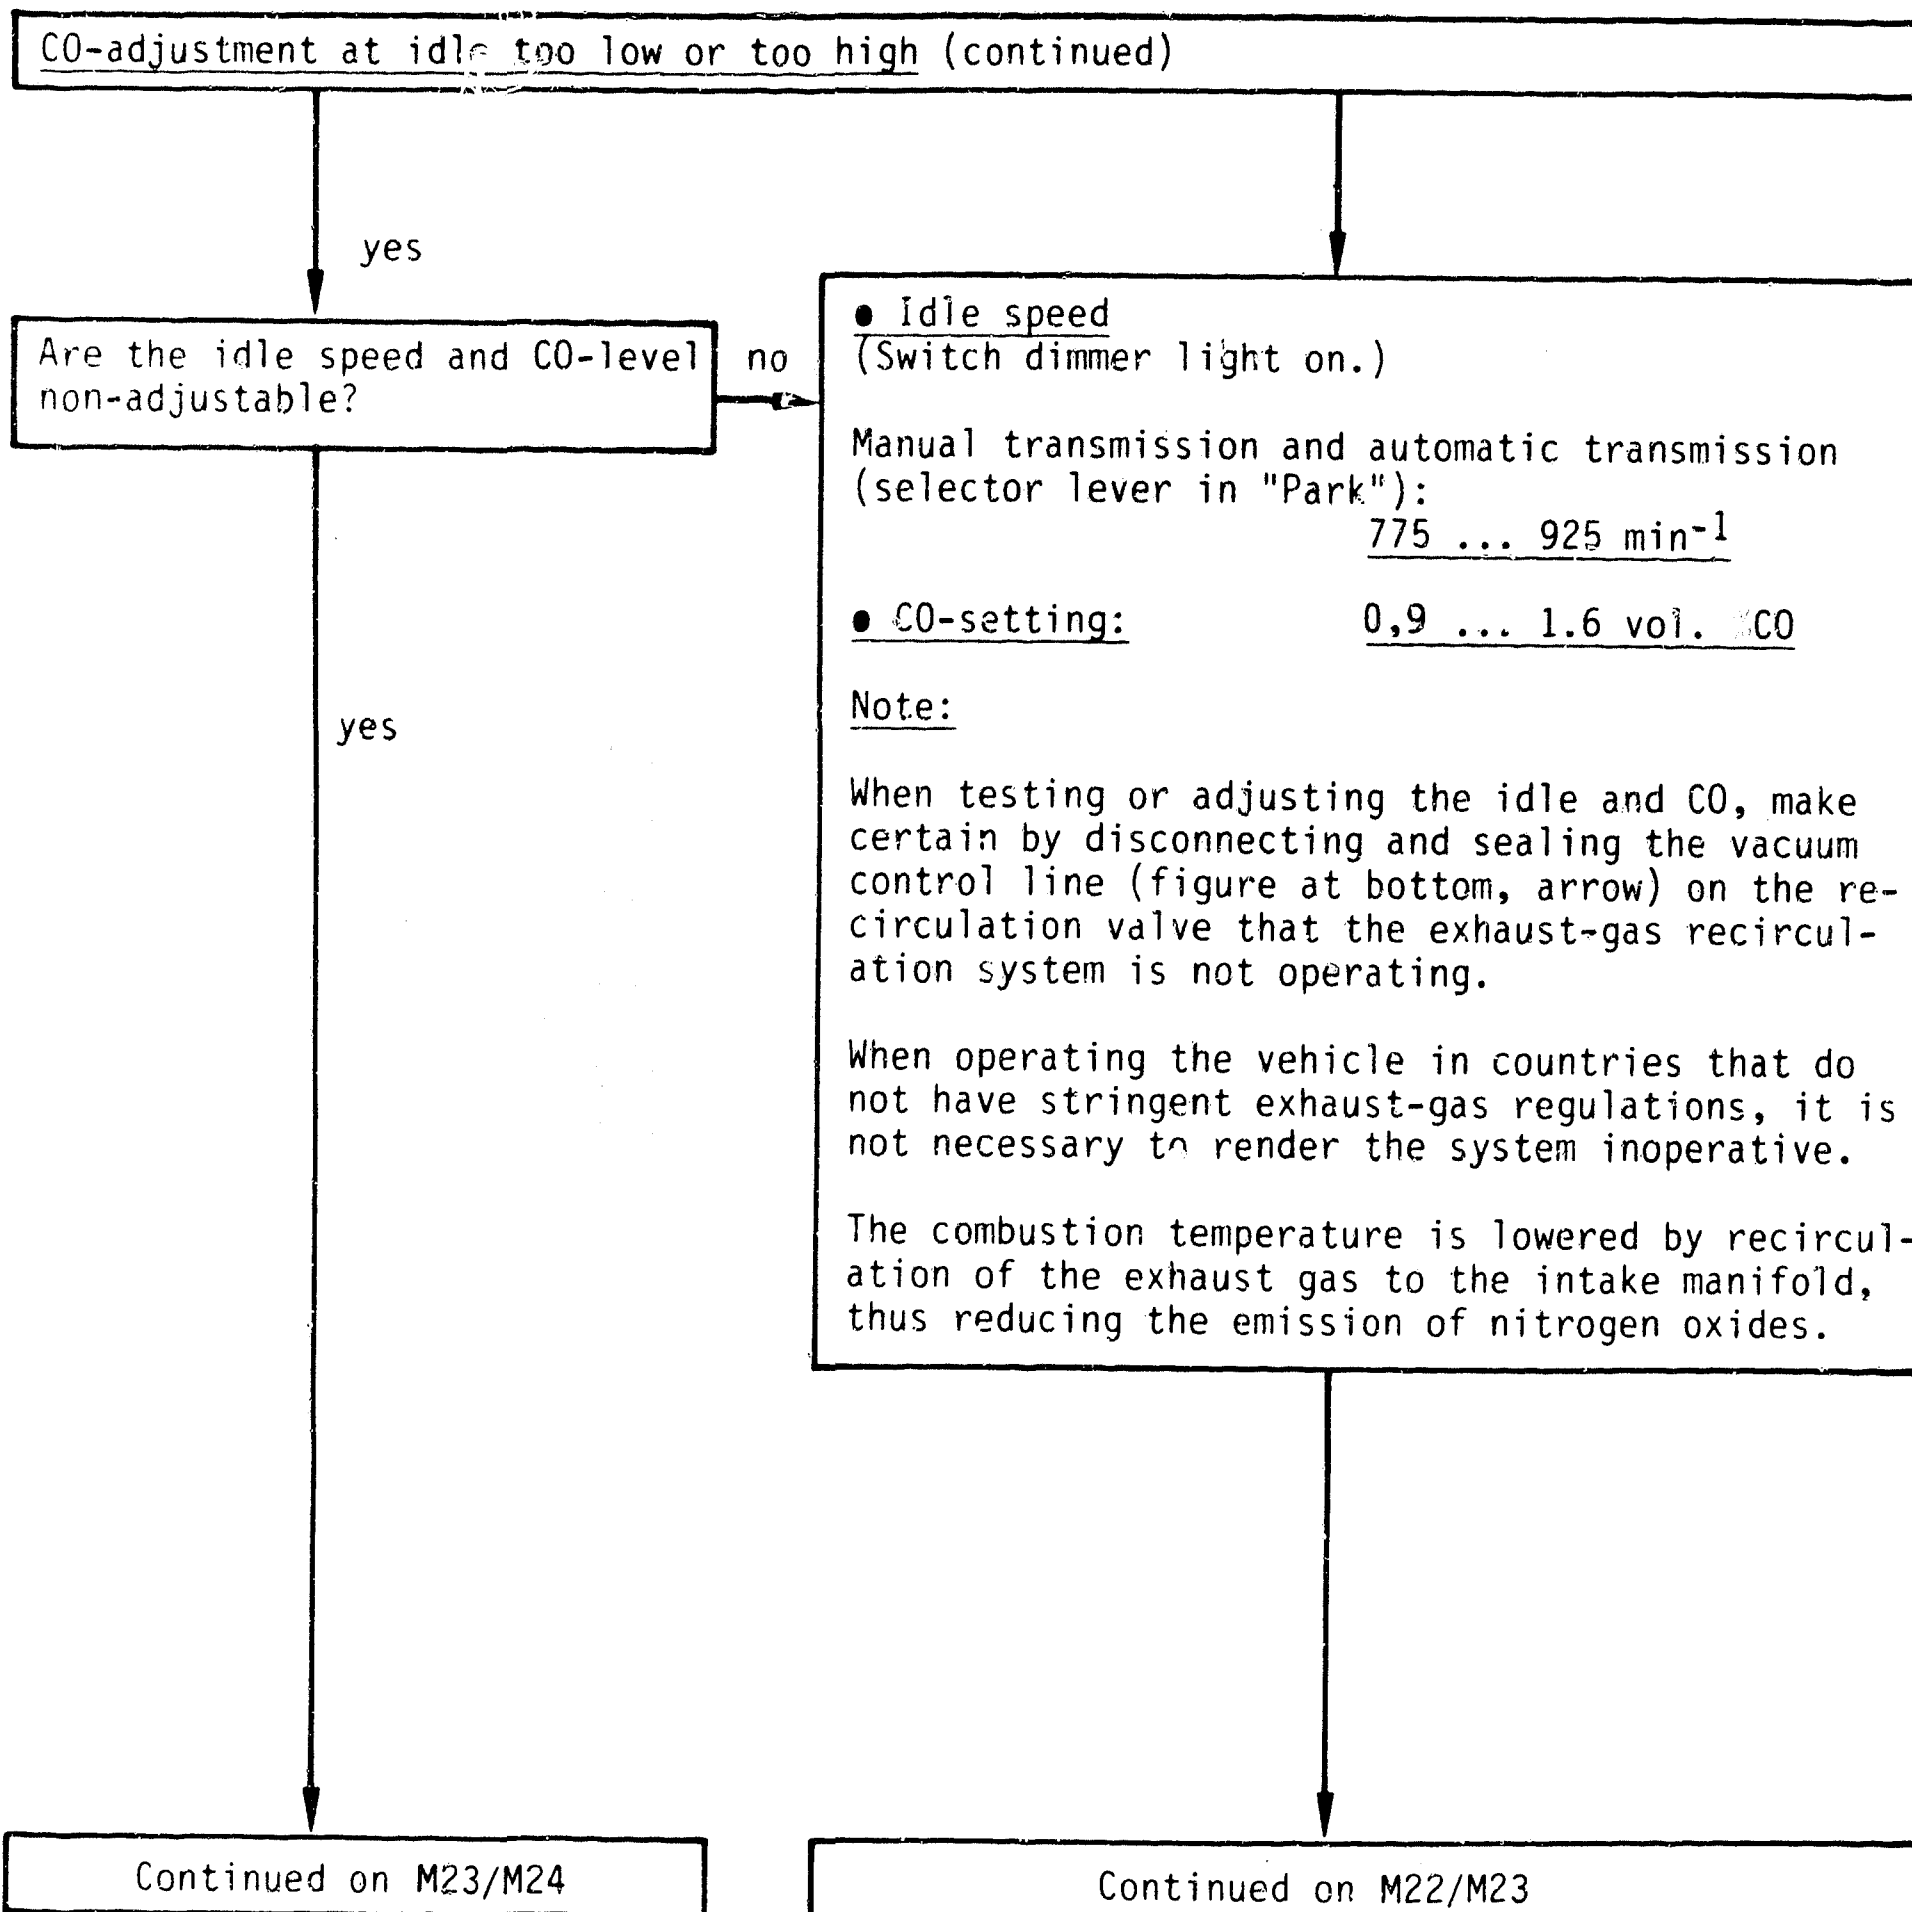 CO-adjustment at idle too low or too high (continued)
yes
Are the idle speed and CO-level
non-adjustable?
no
● Idle speed
(Switch dimmer light on.)
Manual transmission and automatic transmission
(selector lever in "Park"):
775 ... 925 min-1
● CO-setting: 0,9 ... 1.6 vol. %CO
Note:
yes
When testing or adjusting the idle and CO, make
certain by disconnecting and sealing the vacuum
control line (figure at bottom, arrow) on the re-
circulation valve that the exhaust-gas recircul-
ation system is not operating.
When operating the vehicle in countries that do
not have stringent exhaust-gas regulations, it is
not necessary to render the system inoperative.
The combustion temperature is lowered by recircul-
ation of the exhaust gas to the intake manifold,
thus reducing the emission of nitrogen oxides.
Continued on M23/M24
Continued on M22/M23